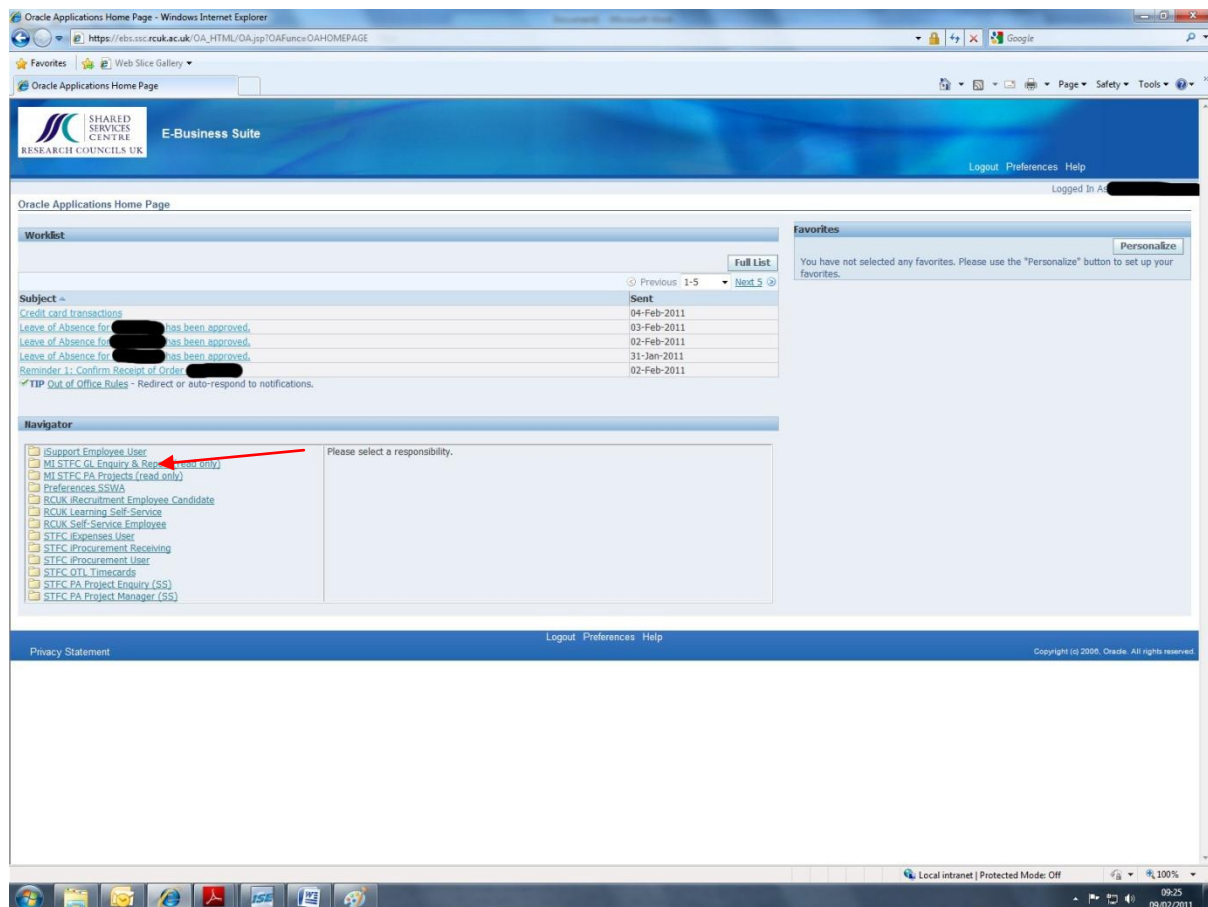 Oracle Applications Home Page - Windows Internet Explorer
https://ebs.ssc.rcuk.ac.uk/OA_HTML/OA.jsp?OAFunc=OAHOMEPAGE
Google
Favorites
Web Slice Gallery
Oracle Applications Home Page
Page
Safety
Tools
SHARED
SERVICES
CENTRE
RESEARCH COUNCILS UK
E-Business Suite
Logout Preferences Help
Logged In As
Oracle Applications Home Page
Worklist
Full List
Previous 1-5 Next 5
Subject Sent
Credit card transactions 04-Feb-2011
Leave of Absence for has been approved. 03-Feb-2011
Leave of Absence for has been approved. 02-Feb-2011
Leave of Absence for has been approved. 31-Jan-2011
Reminder 1: Confirm Receipt of Order 02-Feb-2011
TIP Out of Office Rules - Redirect or auto-respond to notifications.
Favorites
Personalize
You have not selected any favorites. Please use the "Personalize" button to set up your
favorites.
Navigator
iSupport Employee User
MI STFC GL Enquiry & (read only)
MI STFC PA Projects (read only)
Preferences SSWA
RCUK iRecruitment Employee Candidate
RCUK Learning Self-Service
RCUK Self-Service Employee
STFC iExpenses User
STFC iProcurement Receiving
STFC iProcurement User
STFC OTL Timecards
STFC PA Project Enquiry (SS)
STFC PA Project Manager (SS)
Please select a responsibility.
Logout Preferences Help
Privacy Statement
Copyright (c) 2006, Oracle. All rights reserved.
Local intranet | Protected Mode: Off
100%
ISE
09:25
09/02/2011